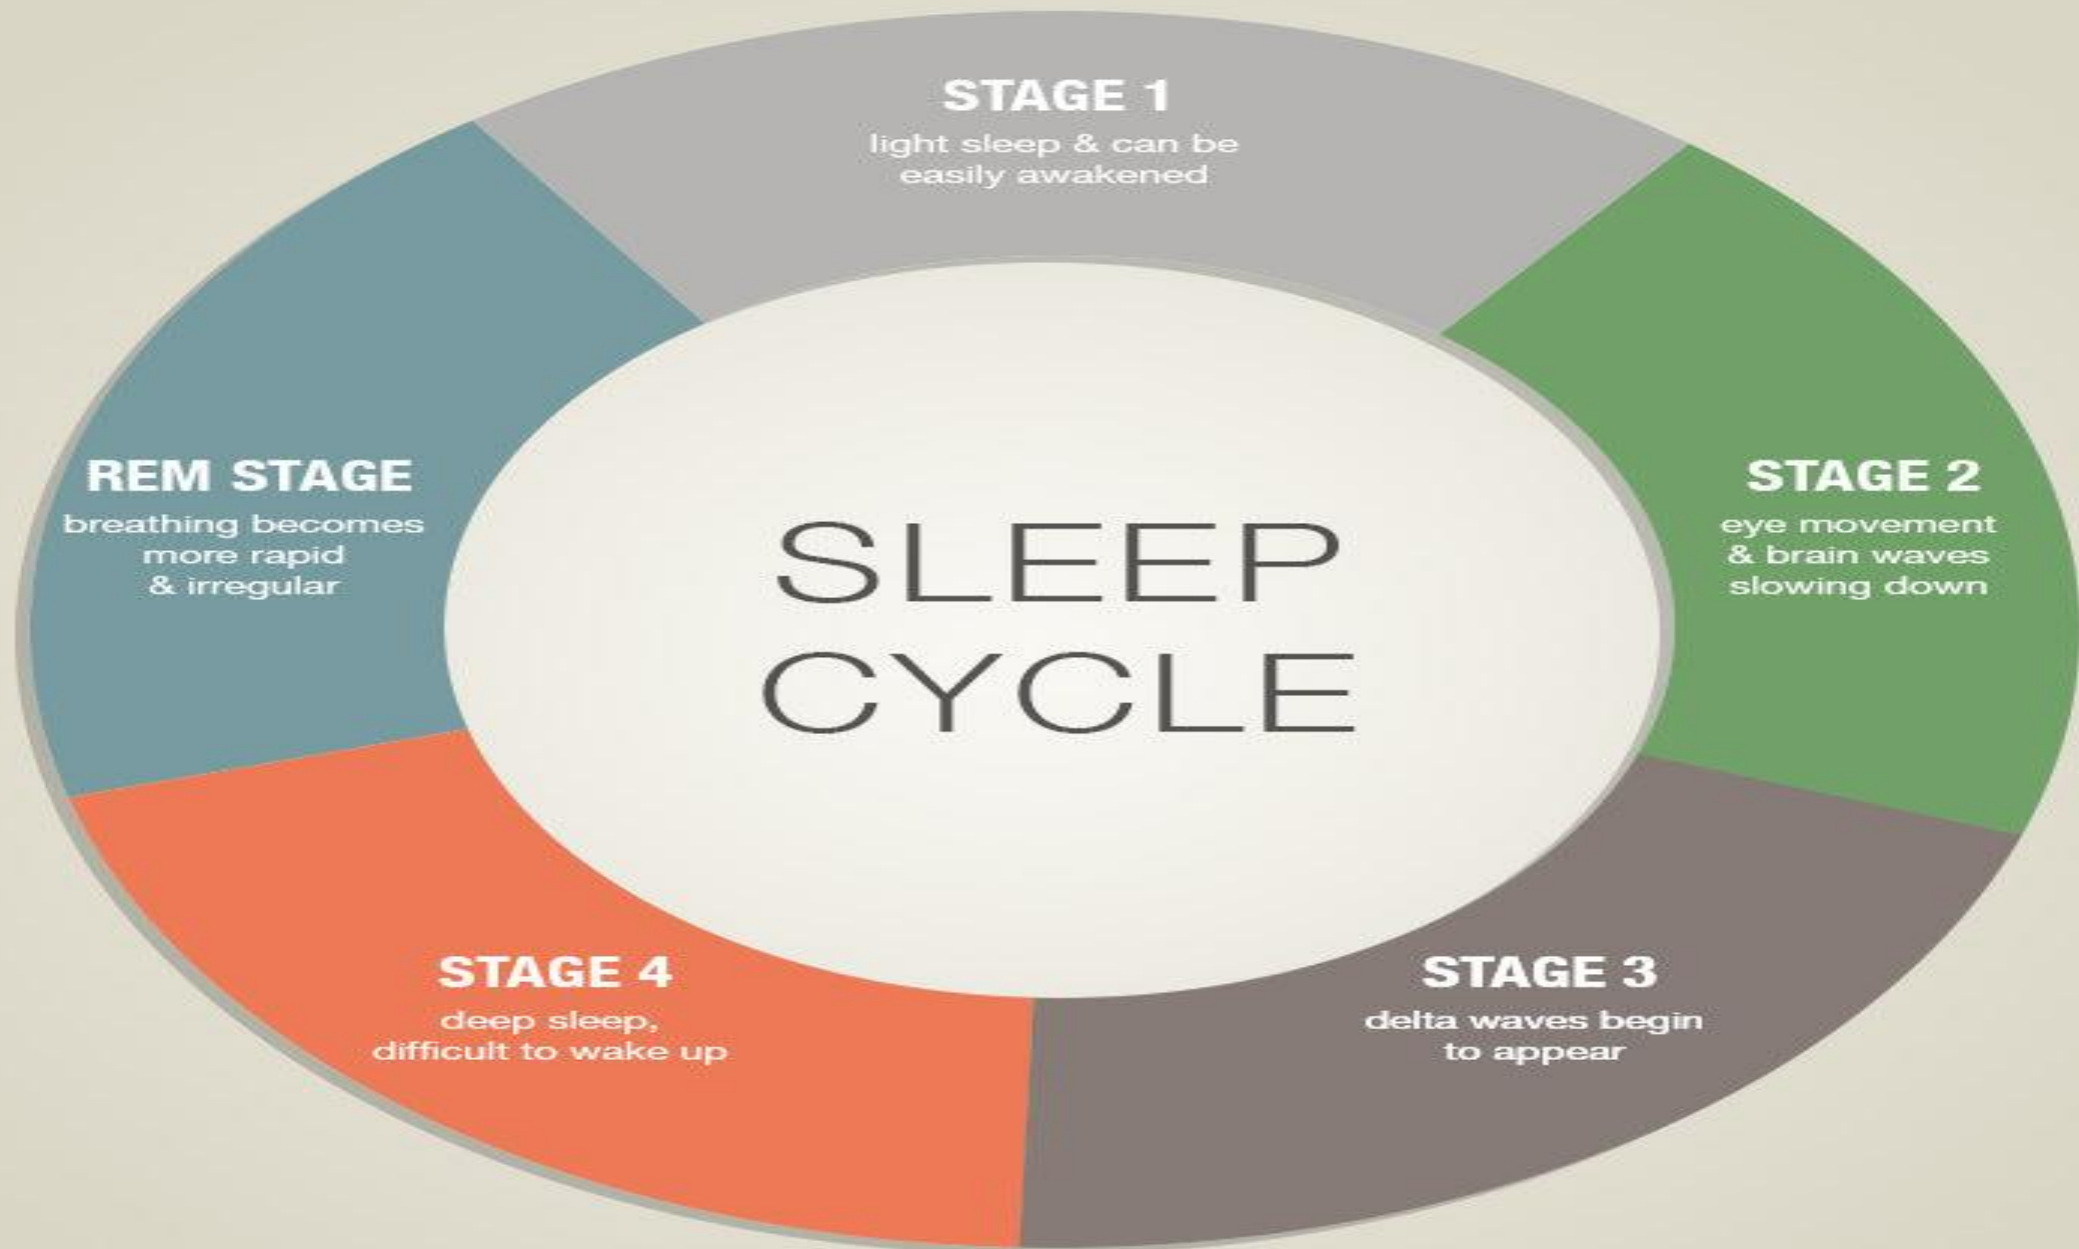 STAGE 1
light sleep & can be
easily awakened
STAGE 2
eye movement
& brain waves
slowing down
STAGE 3
delta waves begin
to appear
STAGE 4
deep sleep,
difficult to wake up
REM STAGE
breathing becomes
more rapid
& irregular
SLEEP
CYCLE